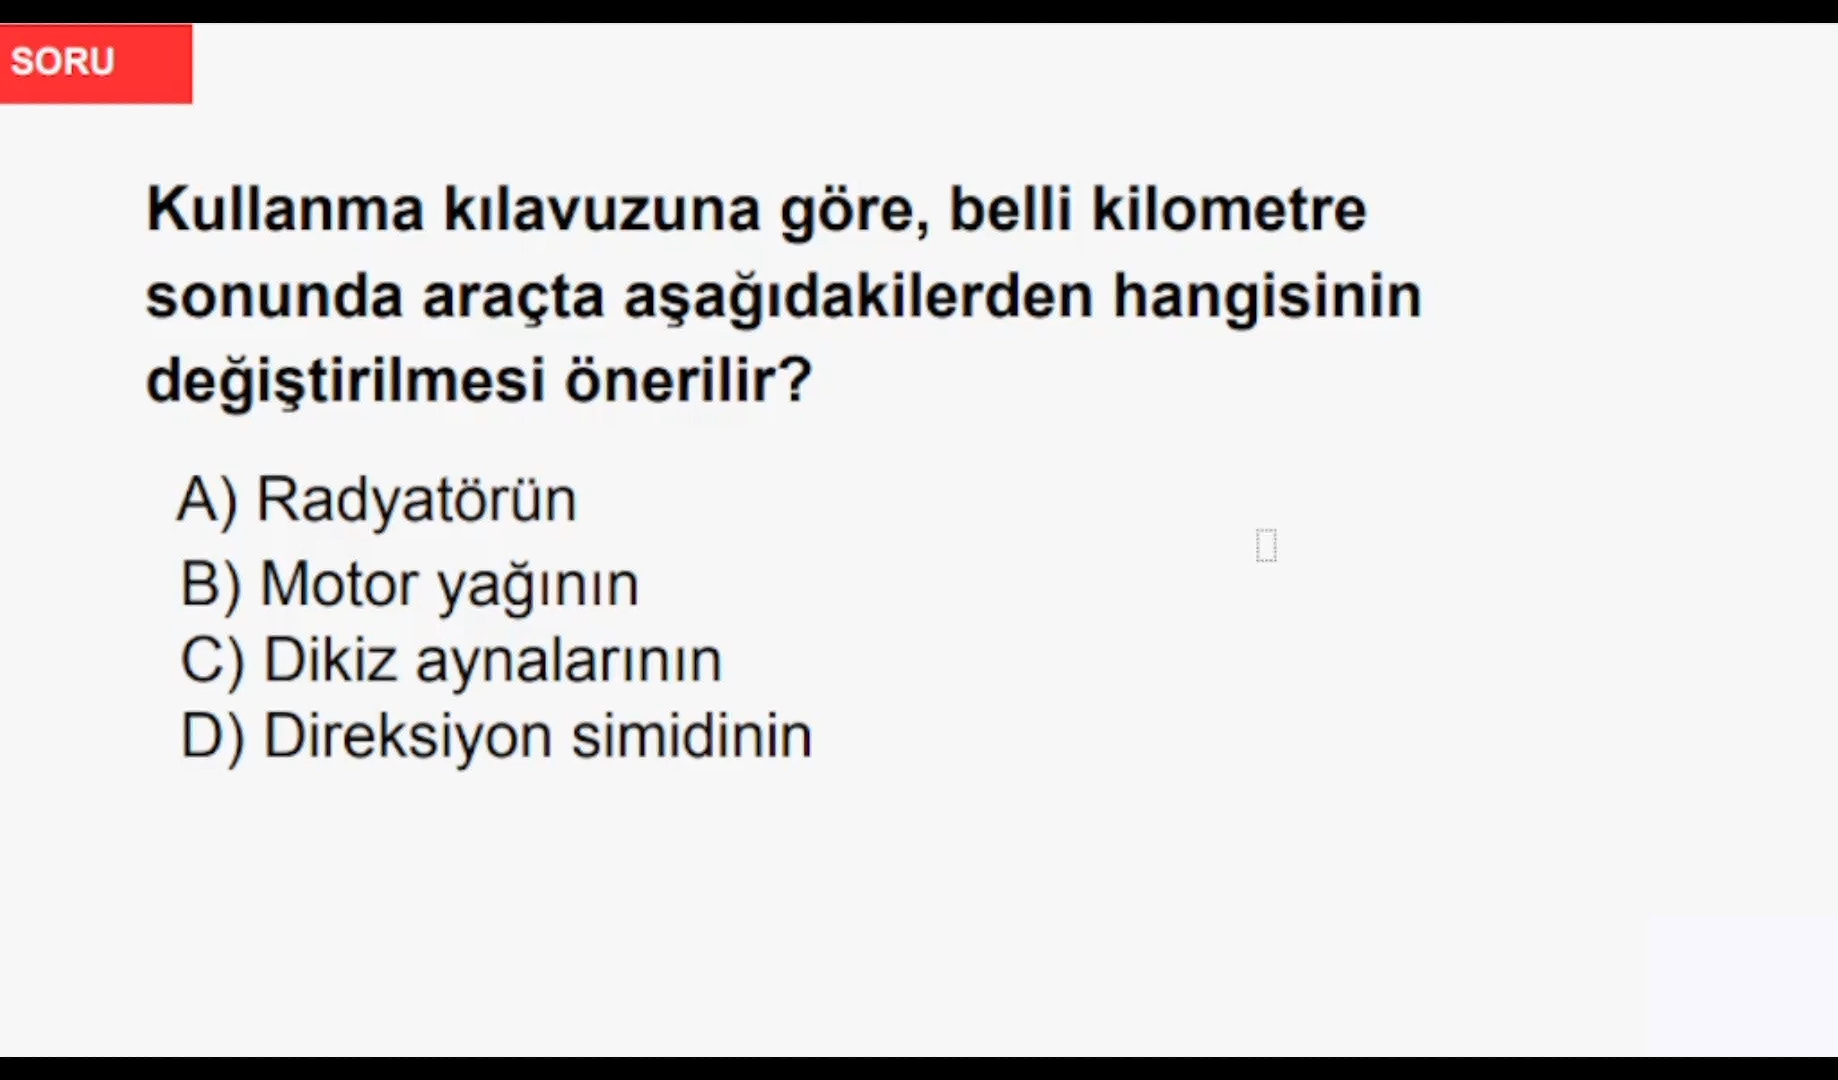 SORU
Kullanma kılavuzuna göre, belli kilometre
sonunda araçta aşağıdakilerden hangisinin
değiştirilmesi önerilir?
A) Radyatörün
B) Motor yağının
C) Dikiz aynalarının
D) Direksiyon simidinin